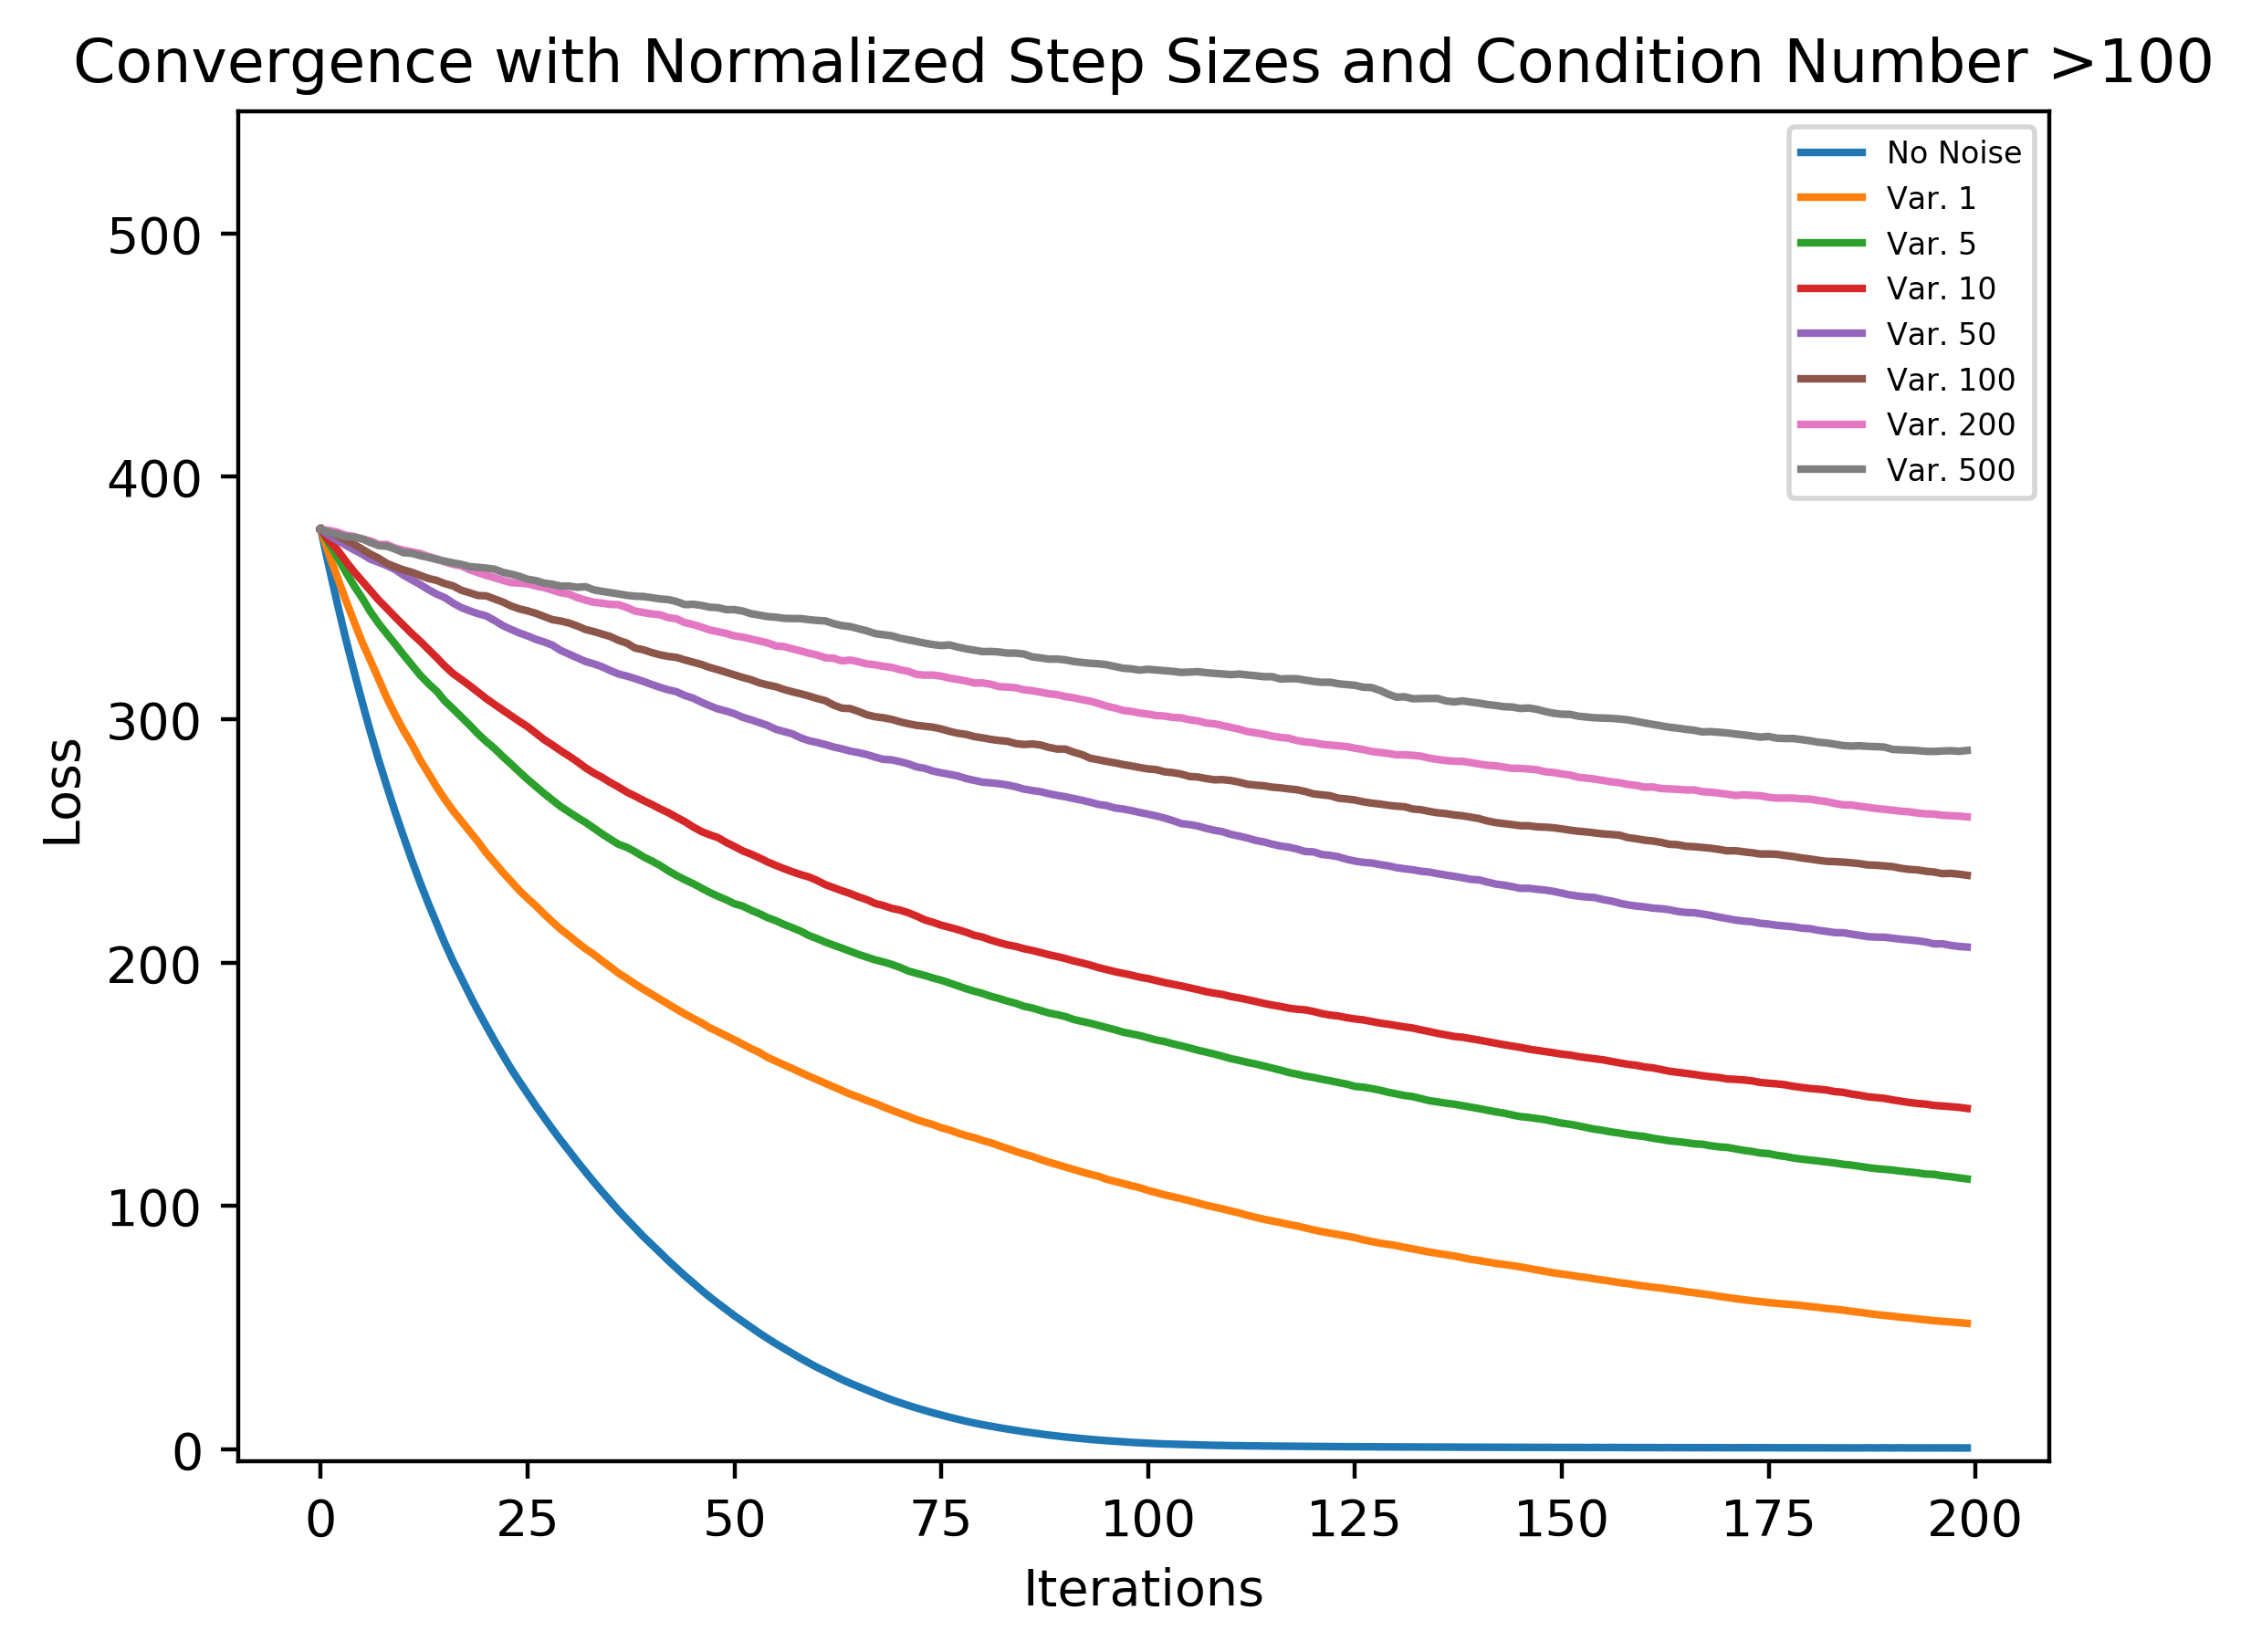 Convergence with Normalized Step Sizes and Condition Number >100
No Noise
Var. 1
Var. 5
Var. 10
Var. 50
Var. 100
Var. 200
Var. 500
500
400
300
200
100
0
Loss
0 25 50 75 100 125 150 175 200
Iterations